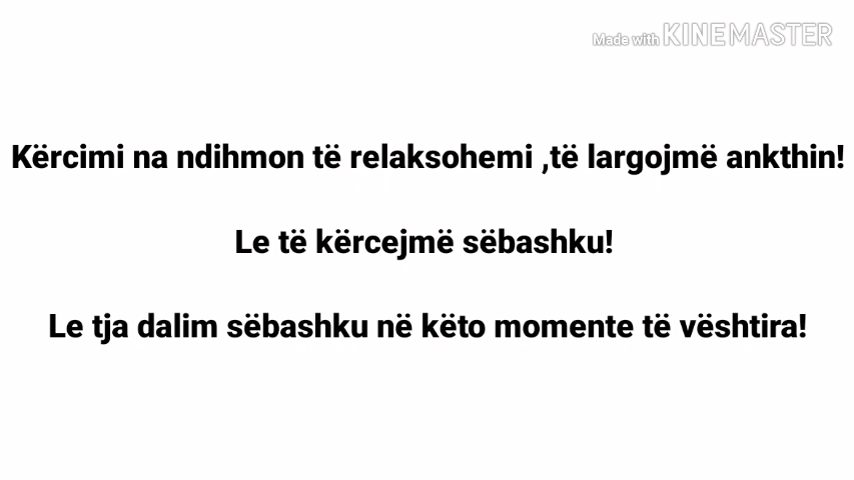 Made with KINEMASTER
Kërcimi na ndihmon të relaksohemi ,të largojmë ankthin!
Le të kërcejmë sëbashku!
Le tja dalim sëbashku në këto momente të vështira!